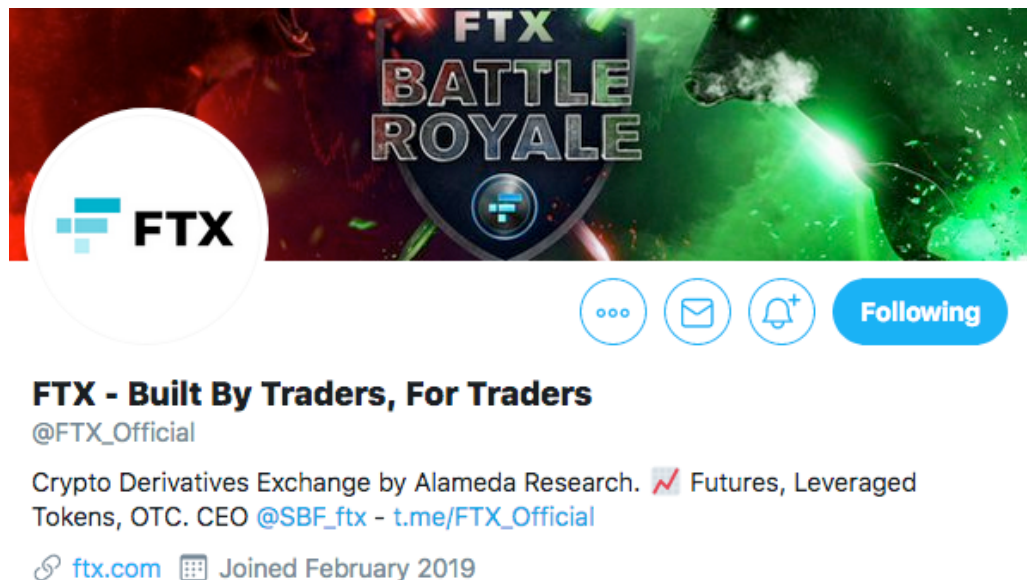 FTX
BATTLE
ROYALE
FTX
Following
FTX - Built By Traders, For Traders
@FTX_Official
Crypto Derivatives Exchange by Alameda Research. 📈 Futures, Leveraged
Tokens, OTC. CEO @SBF_ftx - t.me/FTX_Official
ftx.com Joined February 2019